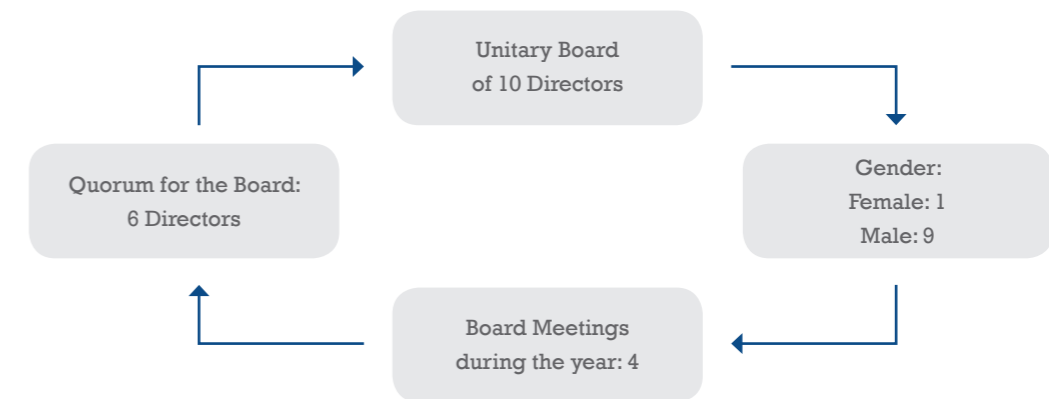 Unitary Board
of 10 Directors
Gender:
Female: 1
Male: 9
Board Meetings
during the year: 4
Quorum for the Board:
6 Directors